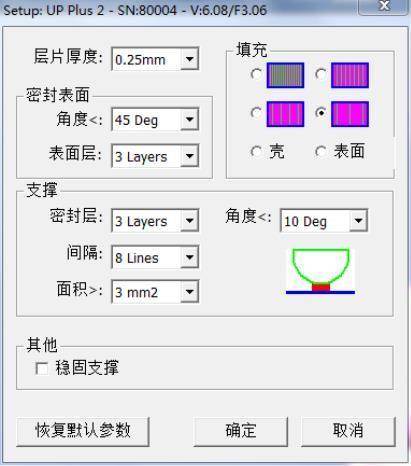 Setup: UP Plus 2 - SN:80004 - V:6.08/F3.06
层片厚度: 0.25mm
填充
密封表面
角度<: 45 Deg
表面层: 3 Layers
壳 表面
支撑
密封层: 3 Layers 角度<: 10 Deg
间隔: 8 Lines
面积>: 3 mm2
其他
稳固支撑
恢复默认参数 确定 取消